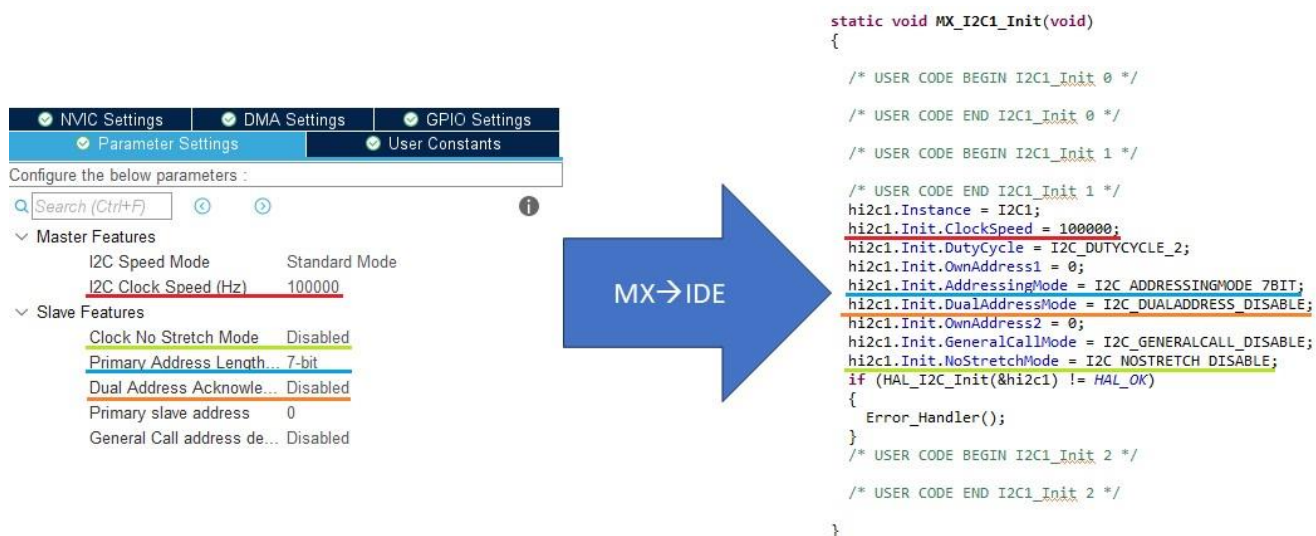 NVIC Settings DMA Settings GPIO Settings
Parameter Settings User Constants
Configure the below parameters :
Search (Ctrl+F)
Master Features
I2C Speed Mode Standard Mode
I2C Clock Speed (Hz) 100000
Slave Features
Clock No Stretch Mode Disabled
Primary Address Length... 7-bit
Dual Address Acknowle... Disabled
Primary slave address 0
General Call address de... Disabled
MX→IDE
static void MX_I2C1_Init(void)
{
/* USER CODE BEGIN I2C1_Init 0 */
/* USER CODE END I2C1_Init 0 */
/* USER CODE BEGIN I2C1_Init 1 */
/* USER CODE END I2C1_Init 1 */
hi2c1.Instance = I2C1;
hi2c1.Init.ClockSpeed = 100000;
hi2c1.Init.DutyCycle = I2C_DUTYCYCLE_2;
hi2c1.Init.OwnAddress1 = 0;
hi2c1.Init.AddressingMode = I2C_ADDRESSINGMODE_7BIT;
hi2c1.Init.DualAddressMode = I2C_DUALADDRESS_DISABLE;
hi2c1.Init.OwnAddress2 = 0;
hi2c1.Init.GeneralCallMode = I2C_GENERALCALL_DISABLE;
hi2c1.Init.NoStretchMode = I2C_NOSTRETCH_DISABLE;
if (HAL_I2C_Init(&hi2c1) != HAL_OK)
{
Error_Handler();
}
/* USER CODE BEGIN I2C1_Init 2 */
/* USER CODE END I2C1_Init 2 */
}